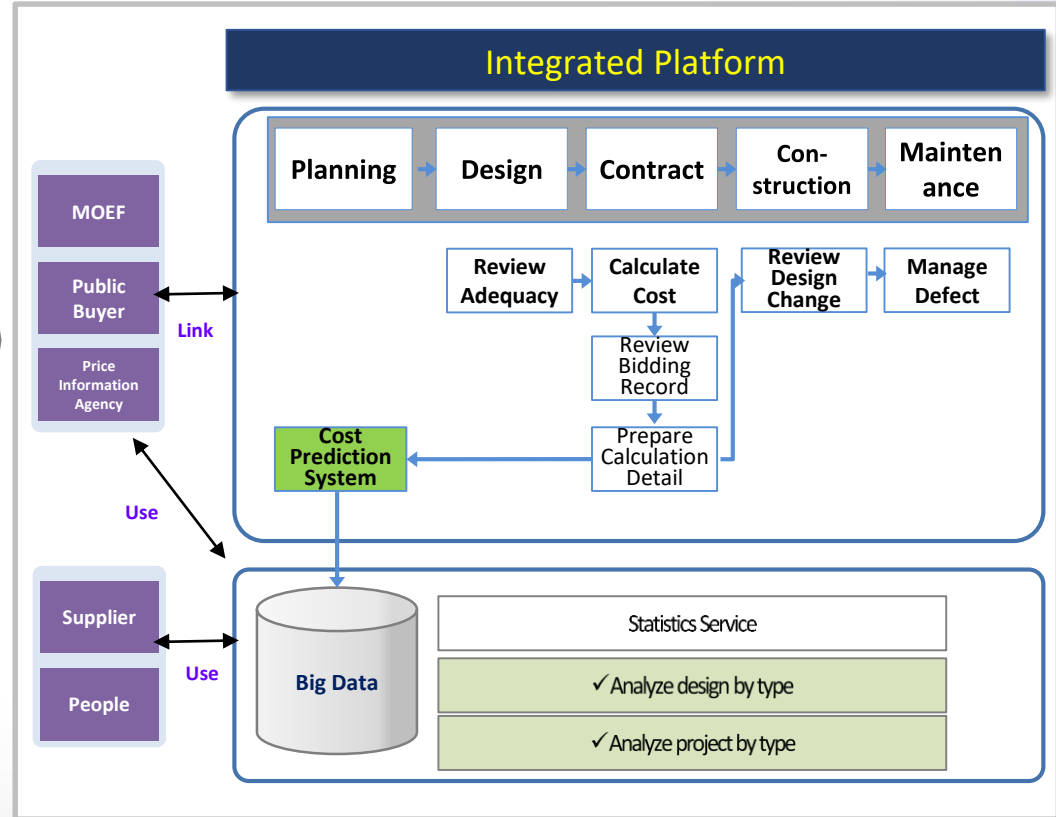 Integrated Platform
Planning
Design
Contract
Con-
struction
Mainten
ance
MOEF
Public
Buyer
Price
Information
Agency
Link
Review
Adequacy
Calculate
Cost
Review
Design
Change
Manage
Defect
Review
Bidding
Record
Cost
Prediction
System
Prepare
Calculation
Detail
Use
Supplier
People
Use
Big Data
Statistics Service
✓Analyze design by type
✓Analyze project by type